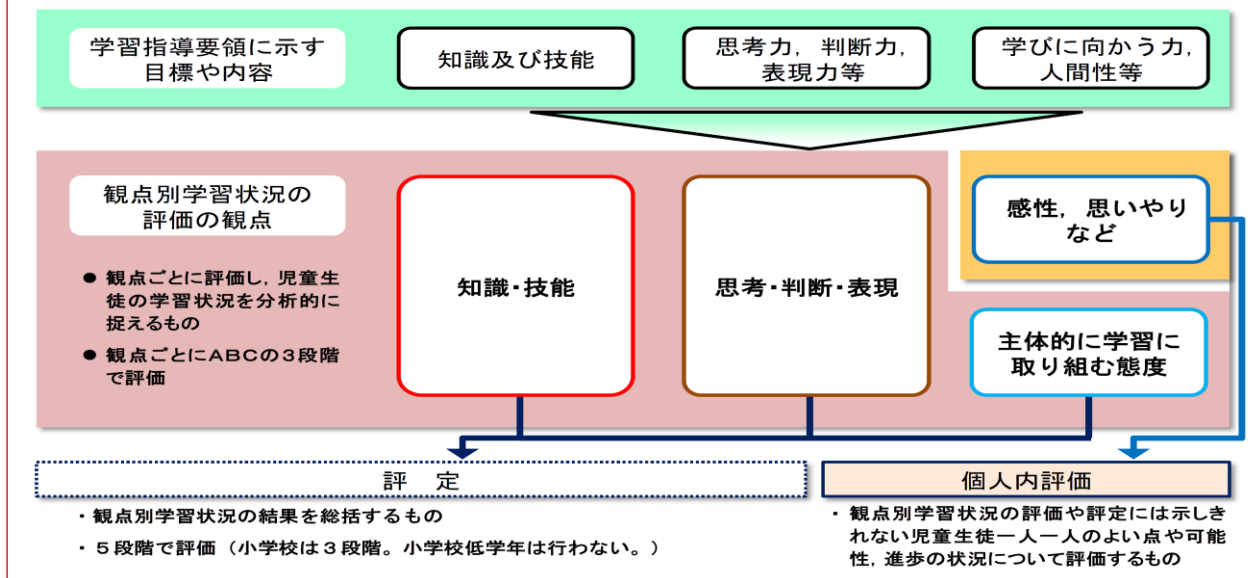 学習指導要領に示す
目標や内容
知識及び技能
思考力，判断力，
表現力等
学びに向かう力，
人間性等
観点別学習状況の
評価の観点
● 観点ごとに評価し，児童生
徒の学習状況を分析的に
捉えるもの
● 観点ごとにＡＢＣの３段階
で評価
知識・技能
思考・判断・表現
感性，思いやり
など
主体的に学習に
取り組む態度
評　定
・観点別学習状況の結果を総括するもの
・５段階で評価（小学校は３段階。小学校低学年は行わない。）
個人内評価
・観点別学習状況の評価や評定には示しき
れない児童生徒一人一人のよい点や可能
性，進歩の状況について評価するもの